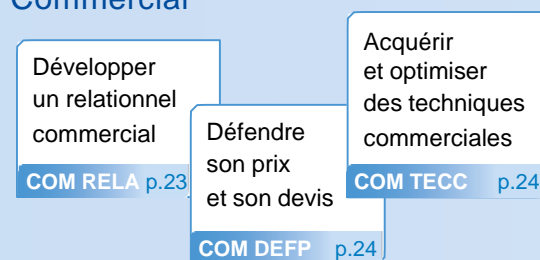 Commercial
Développer
un relationnel
commercial
COM RELA p.23
Défendre
son prix
et son devis
COM DEFP p.24
Acquérir
et optimiser
des techniques
commerciales
COM TECC p.24